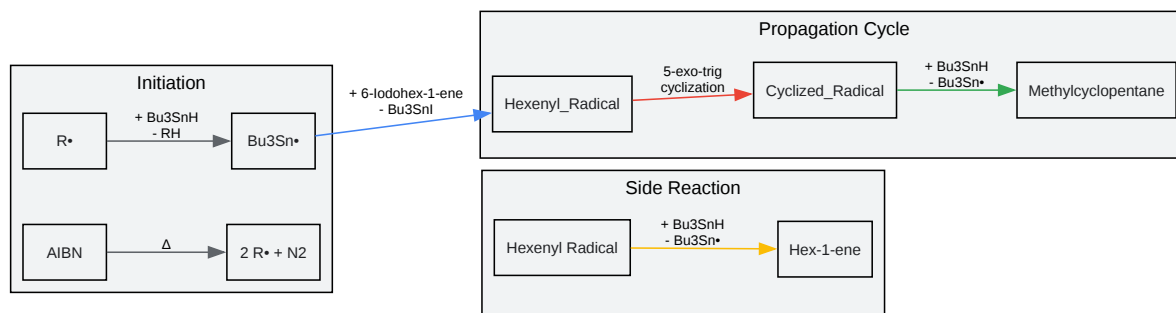 Initiation
R•
+ Bu3SnH
- RH
Bu3Sn•
AIBN
Δ
2 R• + N2
+ 6-Iodohex-1-ene
- Bu3SnI
Propagation Cycle
Hexenyl_Radical
5-exo-trig
cyclization
Cyclized_Radical
+ Bu3SnH
- Bu3Sn•
Methylcyclopentane
Side Reaction
Hexenyl Radical
+ Bu3SnH
- Bu3Sn•
Hex-1-ene